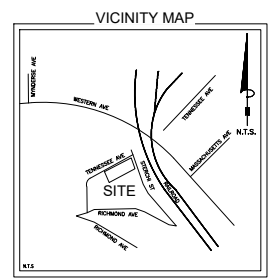 VICINITY MAP
MYNDERSE AVE
WESTERN AVE
TENNESSEE AVE
N.T.S.
MASSACHUSETTS AVE
TENNESSEE AVE
STERCHI ST
SITE
RAILROAD
RICHMOND AVE
RICHMOND AVE
N.T.S